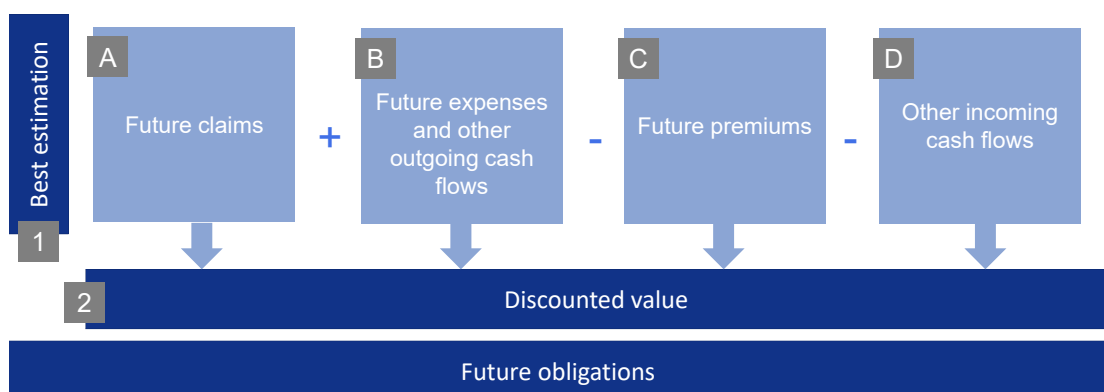 Best estimation
1
A
Future claims
+
B
Future expenses
and other
outgoing cash
flows
-
C
Future premiums
-
D
Other incoming
cash flows
2
Discounted value
Future obligations